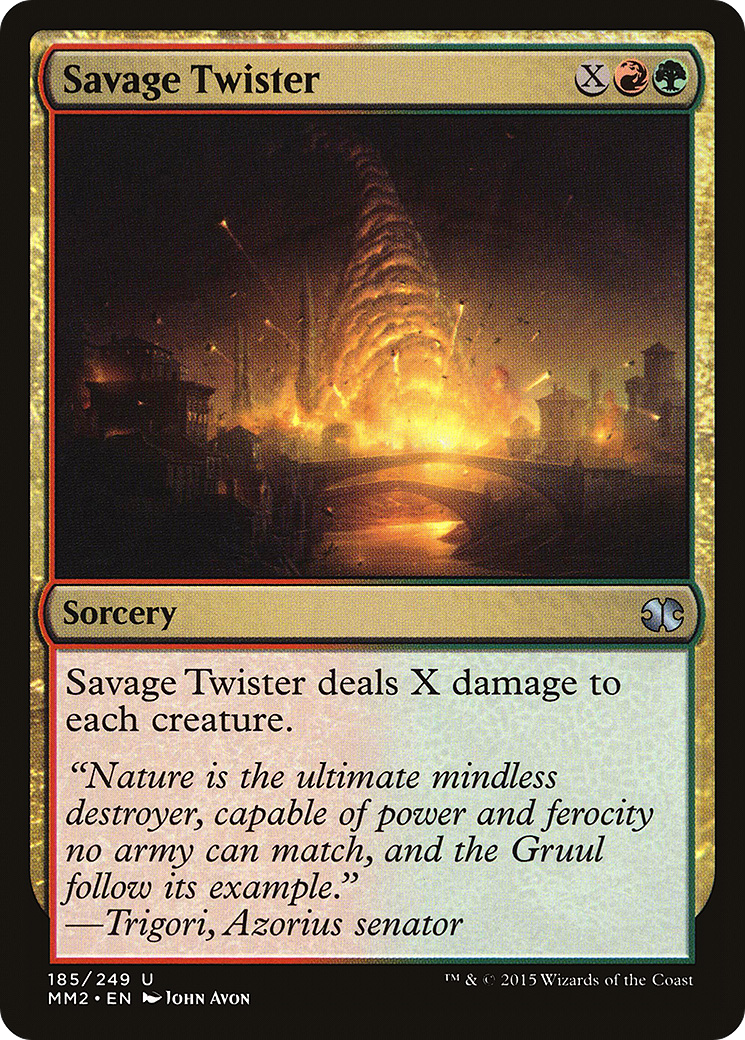 Savage Twister X
Sorcery
Savage Twister deals X damage to
each creature.
“Nature is the ultimate mindless
destroyer, capable of power and ferocity
no army can match, and the Gruul
follow its example.”
—Trigori, Azorius senator
185/249 U
MM2 • EN John Avon
™ & © 2015 Wizards of the Coast